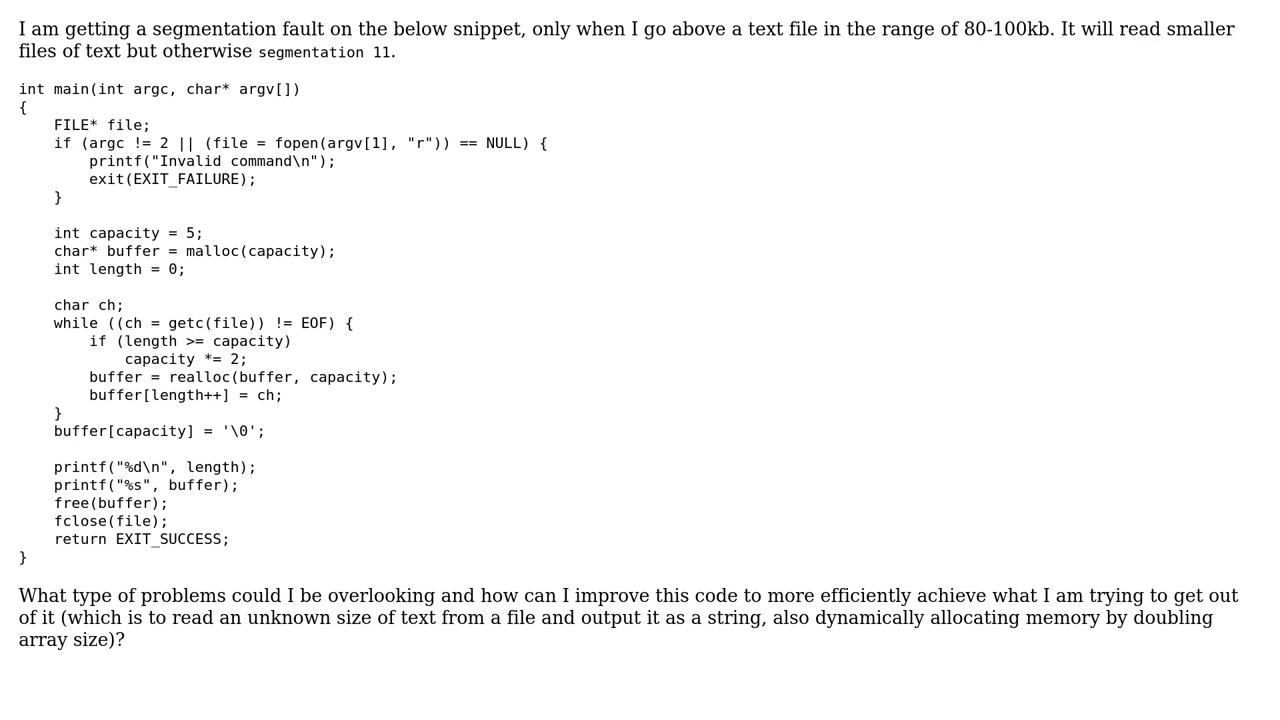 I am getting a segmentation fault on the below snippet, only when I go above a text file in the range of 80-100kb. It will read smaller
files of text but otherwise segmentation 11.
int main(int argc, char* argv[])
{
    FILE* file;
    if (argc != 2 || (file = fopen(argv[1], "r")) == NULL) {
        printf("Invalid command\n");
        exit(EXIT_FAILURE);
    }

    int capacity = 5;
    char* buffer = malloc(capacity);
    int length = 0;

    char ch;
    while ((ch = getc(file)) != EOF) {
        if (length >= capacity)
            capacity *= 2;
        buffer = realloc(buffer, capacity);
        buffer[length++] = ch;
    }
    buffer[capacity] = '\0';

    printf("%d\n", length);
    printf("%s", buffer);
    free(buffer);
    fclose(file);
    return EXIT_SUCCESS;
}
What type of problems could I be overlooking and how can I improve this code to more efficiently achieve what I am trying to get out
of it (which is to read an unknown size of text from a file and output it as a string, also dynamically allocating memory by doubling
array size)?